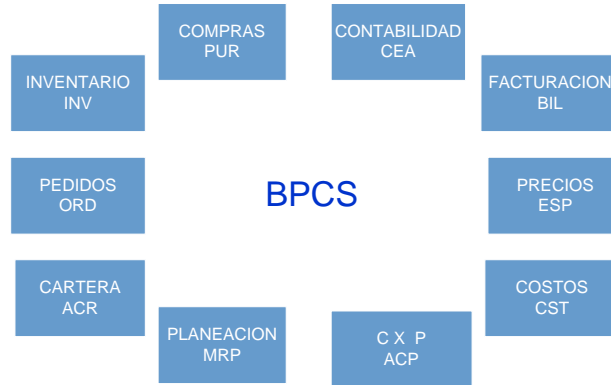 COMPRAS
PUR
CONTABILIDAD
CEA
INVENTARIO
INV
FACTURACION
BIL
PEDIDOS
ORD
BPCS
PRECIOS
ESP
CARTERA
ACR
COSTOS
CST
PLANEACION
MRP
C X P
ACP